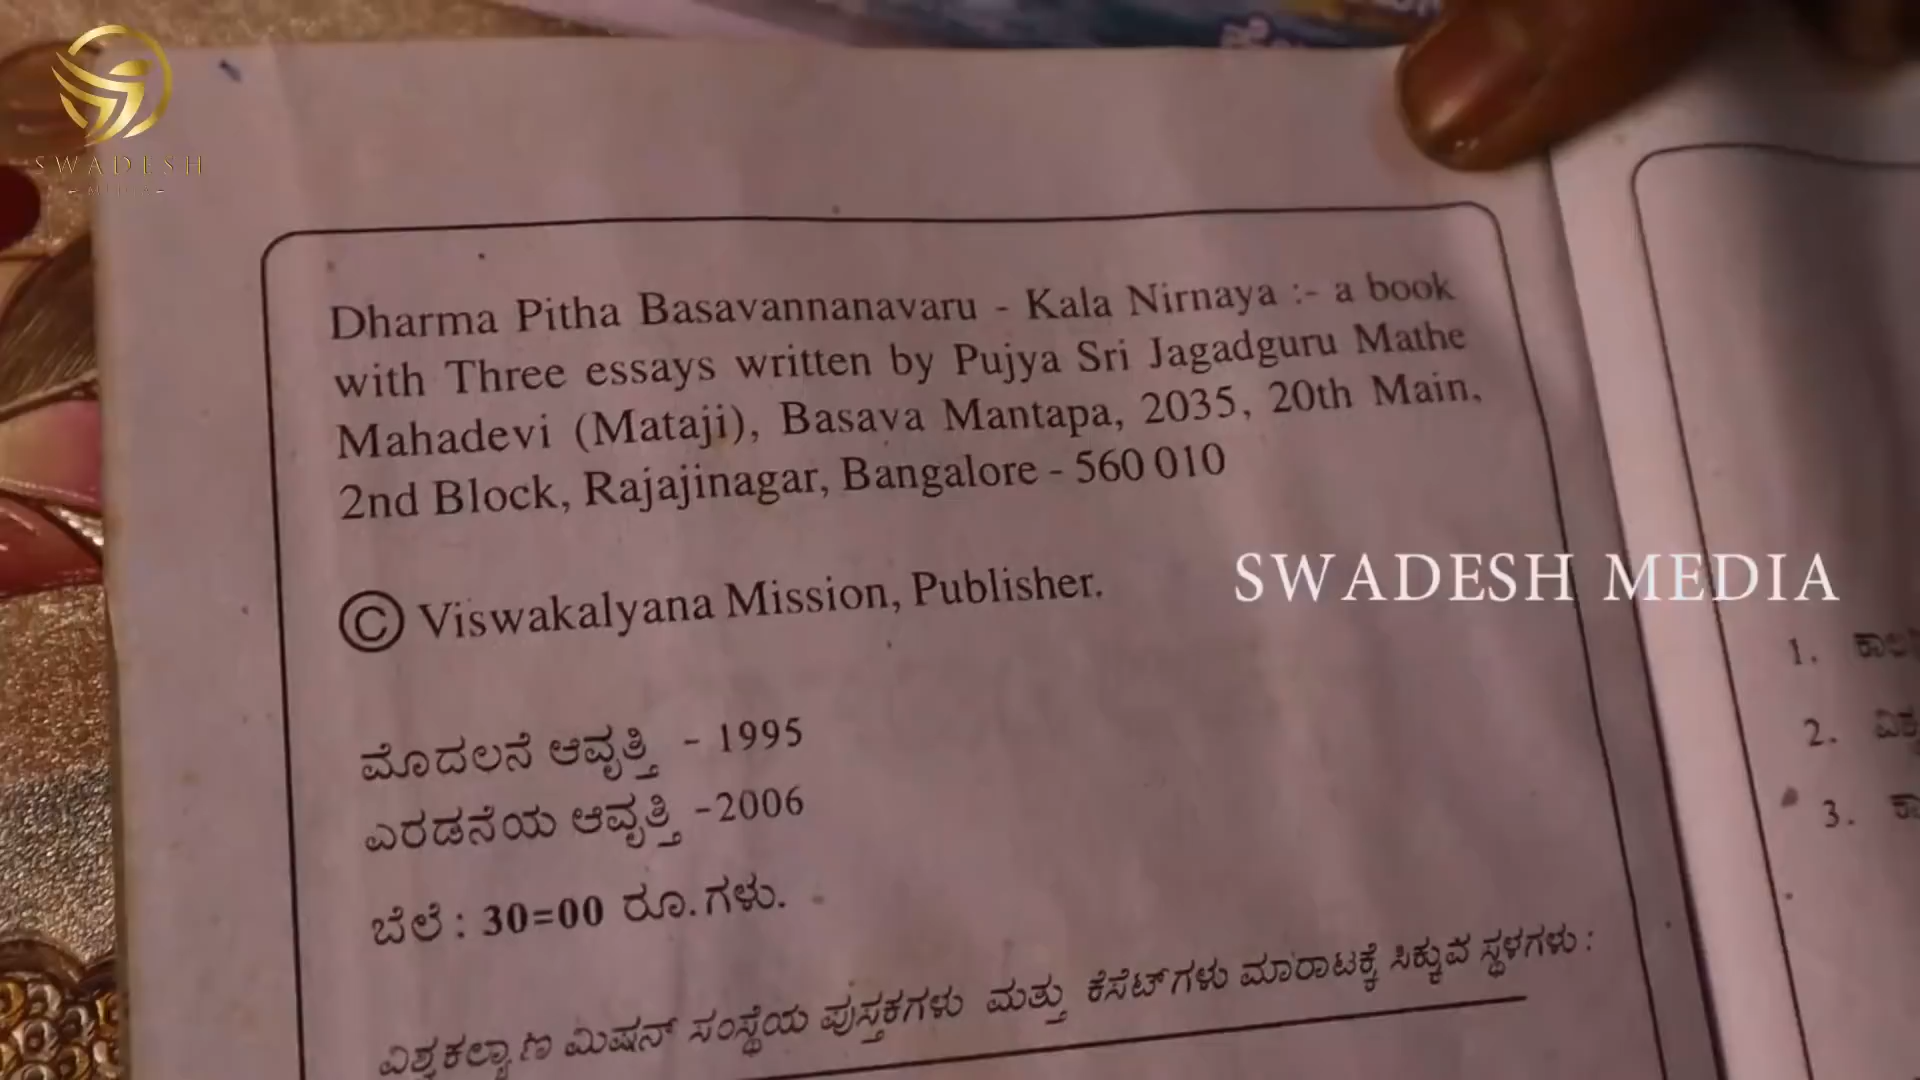 SWADESH
MEDIA
Dharma Pitha Basavannanavaru - Kala Nirnaya :- a book
with Three essays written by Pujya Sri Jagadguru Mathe
Mahadevi (Mataji), Basava Mantapa, 2035, 20th Main,
2nd Block, Rajajinagar, Bangalore - 560 010
© Viswakalyana Mission, Publisher.
SWADESH MEDIA
ಮೊದಲನೆ ಆವೃತ್ತಿ - 1995
ಎರಡನೆಯ ಆವೃತ್ತಿ -2006
ಬೆಲೆ : 30=00 ರೂ.ಗಳು.
ವಿಶ್ವಕಲ್ಯಾಣ ಮಿಷನ್ ಸಂಸ್ಥೆಯ ಪುಸ್ತಕಗಳು ಮತ್ತು ಕೆಸೆಟ್‌ಗಳು ಮಾರಾಟಕ್ಕೆ ಸಿಕ್ಕುವ ಸ್ಥಳಗಳು :
1.
2.
3.